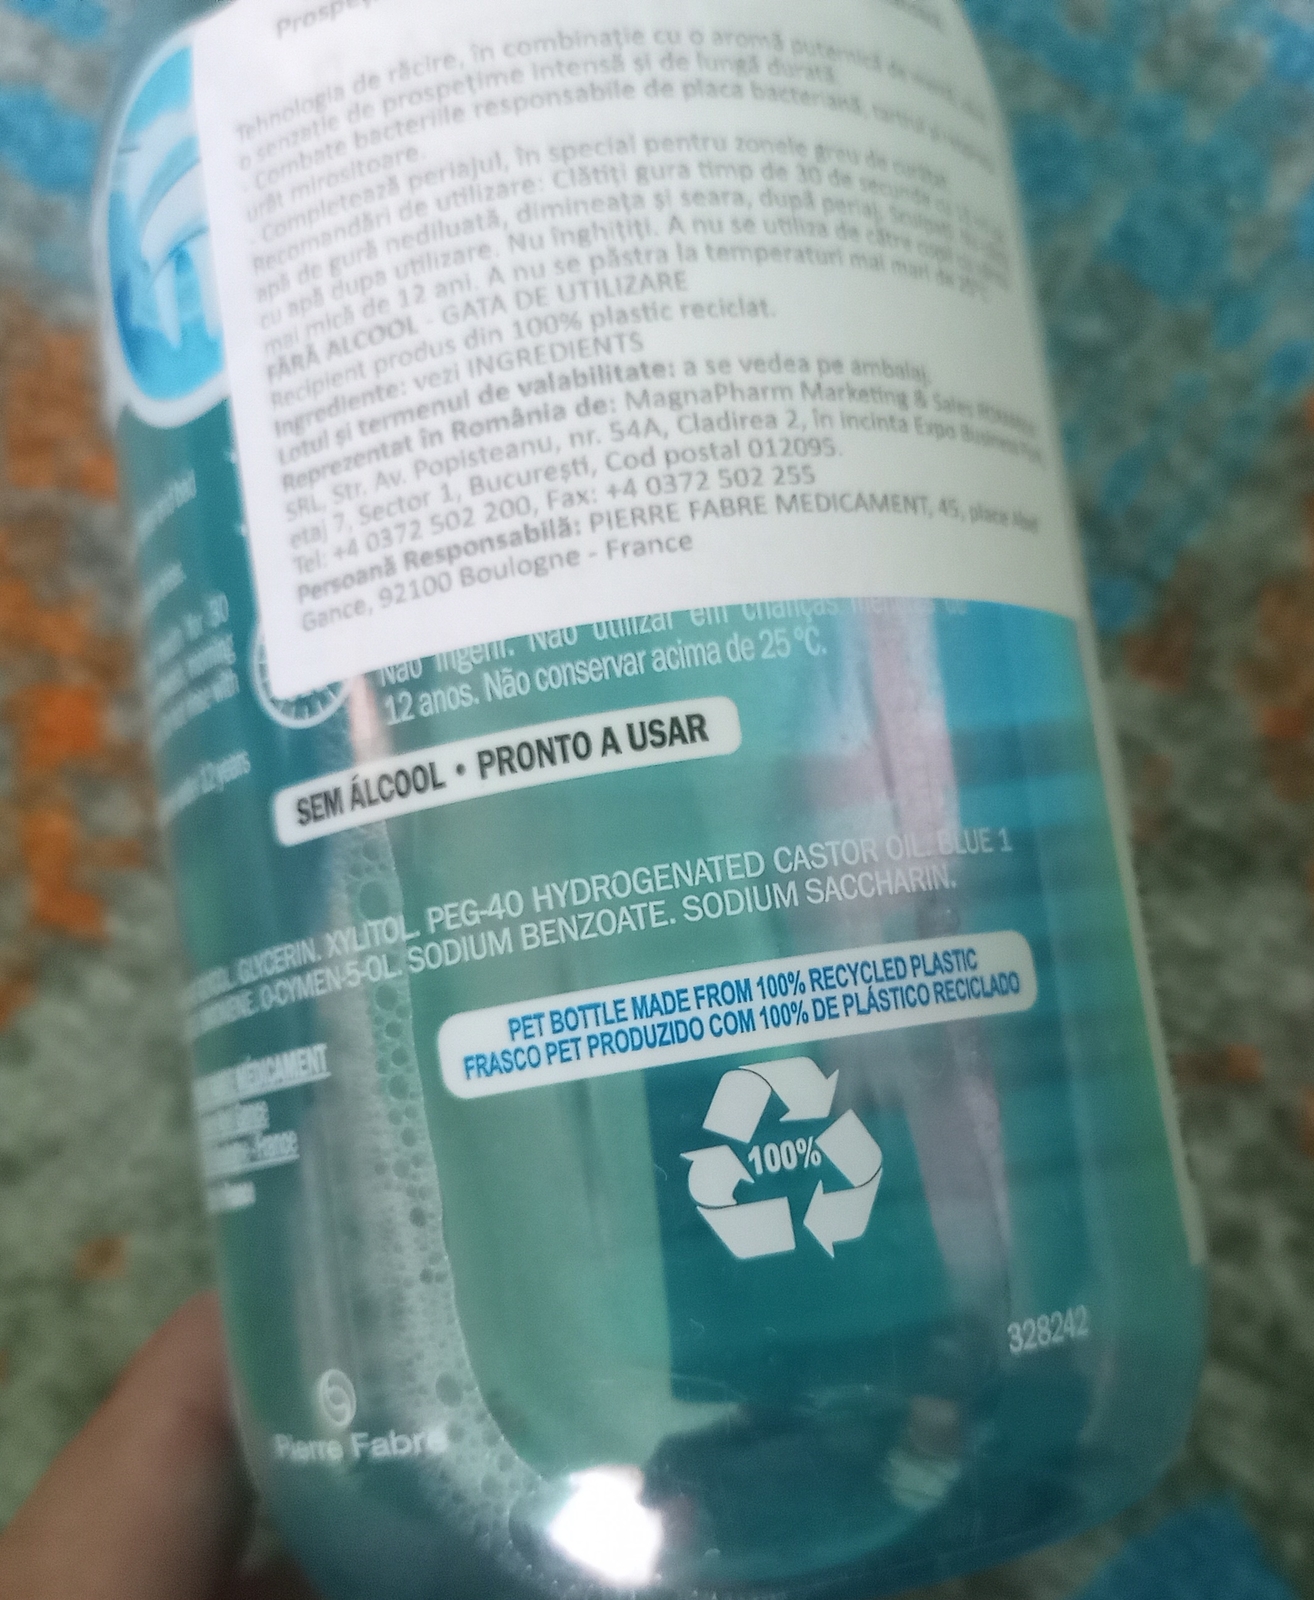 Tehnologia de răcire, în combinație cu o aromă puternică de
o senzație de prospețime intensă și de lungă durată.
- Combate bacteriile responsabile de placa bacteriană, tartrul și
urât mirositoare.
- Completează periajul, în special pentru zonele greu de curățat.
Recomandări de utilizare: Clătiți gura timp de 30 de secunde cu
apă de gură nediluată, dimineața și seara, după periaj.
cu apă dupa utilizare. Nu înghițiți. A nu se utiliza de către copii cu
mai mică de 12 ani. A nu se păstra la temperaturi mai mari de 25°C
FĂRĂ ALCOOL - GATA DE UTILIZARE
Recipient produs din 100% plastic reciclat.
Ingrediente: vezi INGREDIENTS
Lotul și termenul de valabilitate: a se vedea pe ambalaj.
Reprezentat în România de: MagnaPharm Marketing & Sales
SRL, Str. Av. Popisteanu, nr. 54A, Cladirea 2, în incinta Expo Business
etaj 7, Sector 1, București, Cod postal 012095.
Tel: +4 0372 502 200, Fax: +4 0372 502 255
Persoană Responsabilă: PIERRE FABRE MEDICAMENT, 45, place Abel
Gance, 92100 Boulogne - France
Não ingerir. Não utilizar em crianças menores de
12 anos. Não conservar acima de 25 °C.
SEM ÁLCOOL • PRONTO A USAR
GLYCERIN. XYLITOL. PEG-40 HYDROGENATED CASTOR OIL. BLUE 1
O-CYMEN-5-OL. SODIUM BENZOATE. SODIUM SACCHARIN.
MÉDICAMENT
PET BOTTLE MADE FROM 100% RECYCLED PLASTIC
FRASCO PET PRODUZIDO COM 100% DE PLÁSTICO RECICLADO
100%
328242
Pierre Fabre